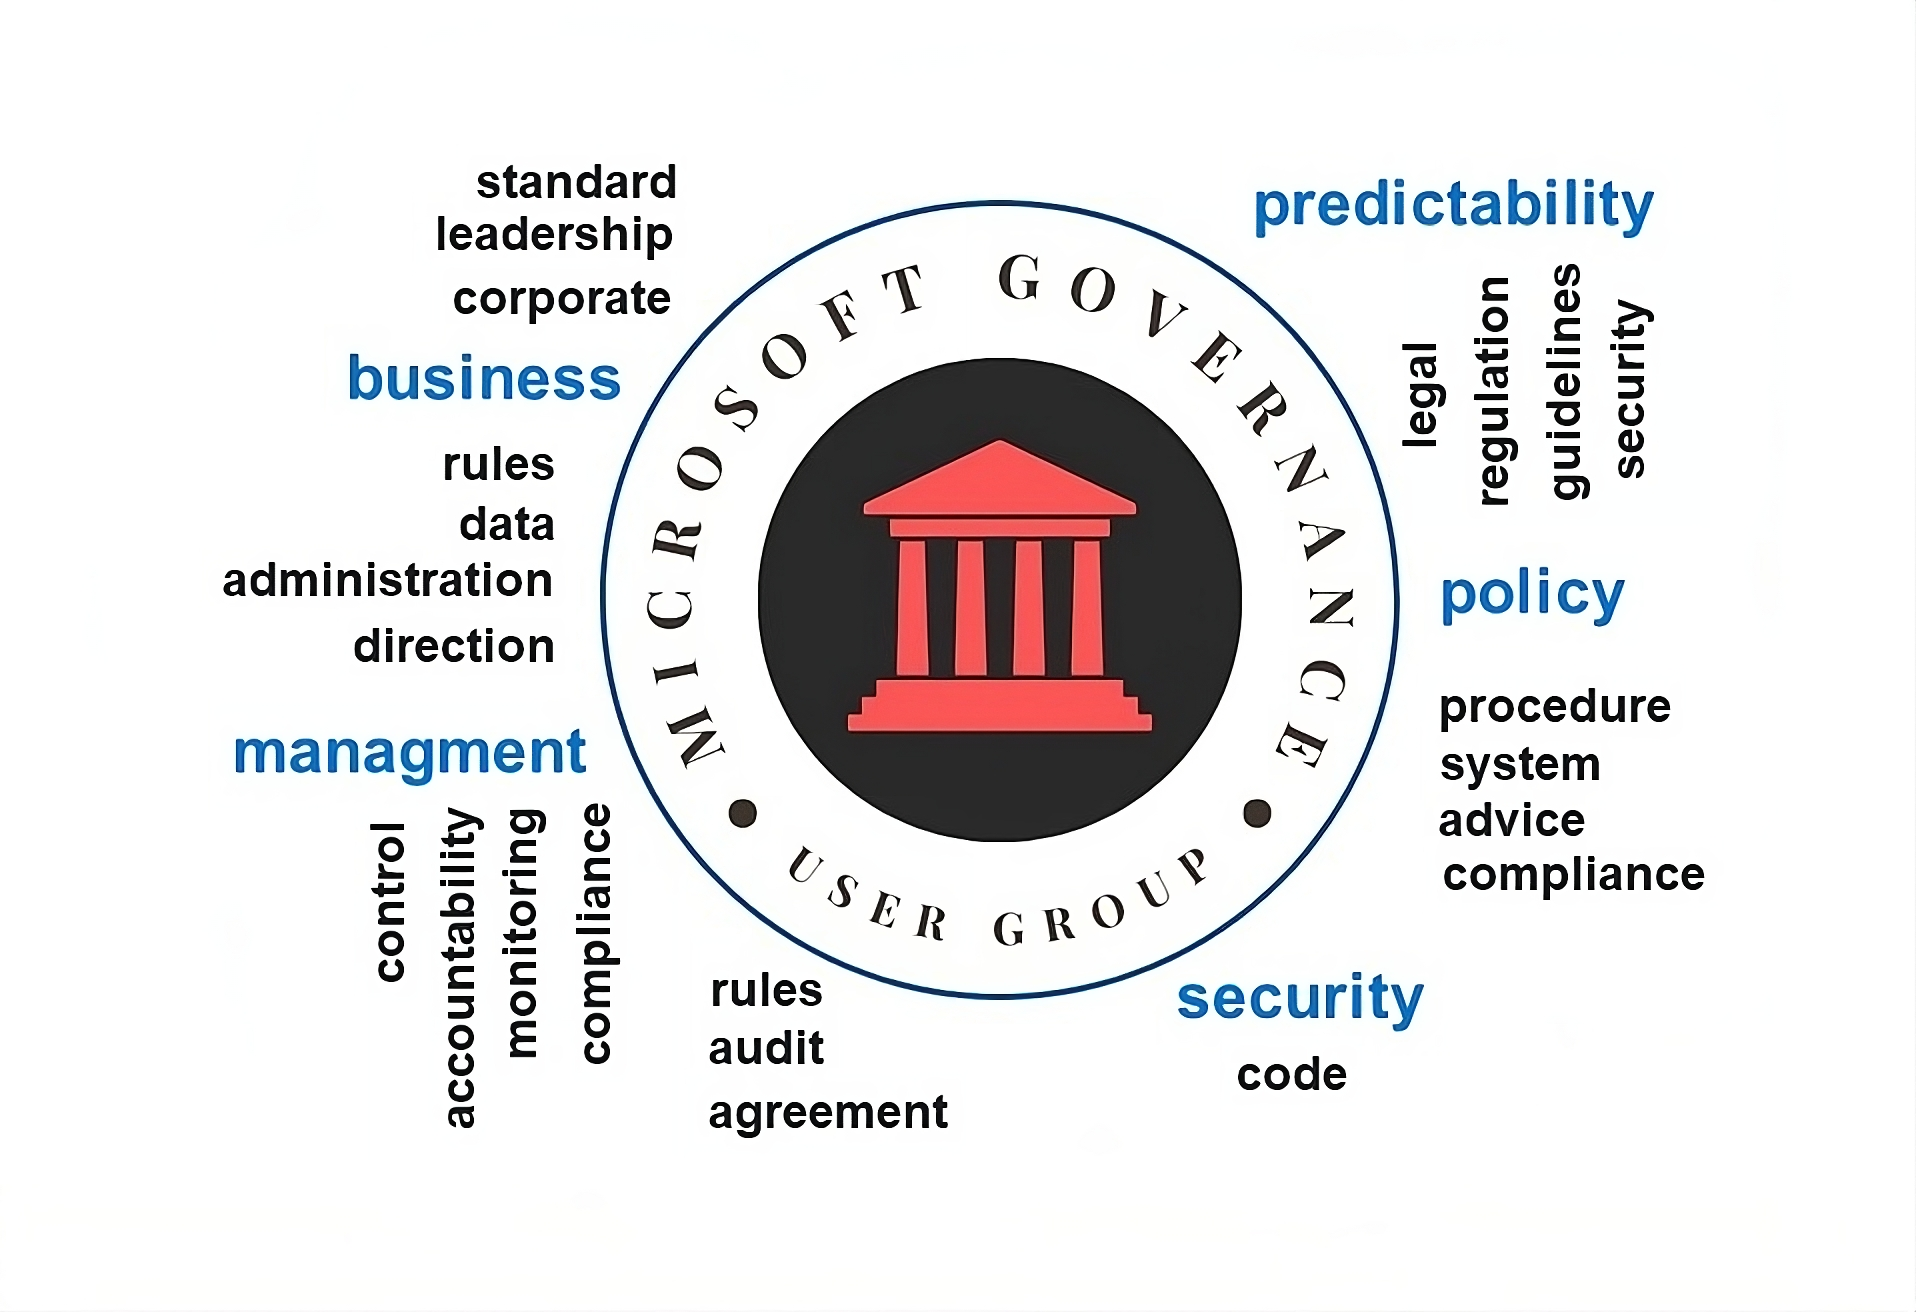 standard
leadership
corporate
business
rules
data
administration
direction
managment
control
accountability
monitoring
compliance
MICROSOFT GOVERNANCE
• USER GROUP •
rules
audit
agreement
predictability
legal
regulation
guidelines
security
policy
procedure
system
advice
compliance
security
code